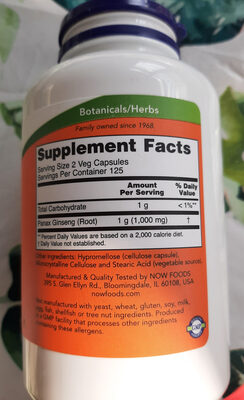 Botanicals/Herbs
Family owned since 1968.
Supplement Facts
Serving Size 2 Veg Capsules
Servings Per Container 125
Amount Per Serving % Daily Value
Total Carbohydrate 1 g < 1%**
Panax Ginseng (Root) 1 g (1,000 mg) †
** Percent Daily Values are based on a 2,000 calorie diet.
† Daily Value not established.
Other ingredients: Hypromellose (cellulose capsule),
Microcrystalline Cellulose and Stearic Acid (vegetable source).
Manufactured & Quality Tested by NOW FOODS
395 S. Glen Ellyn Rd., Bloomingdale, IL 60108, USA
nowfoods.com
Not manufactured with yeast, wheat, gluten, soy, milk,
egg, fish, shellfish or tree nut ingredients. Produced
in a GMP facility that processes other ingredients
containing these allergens.